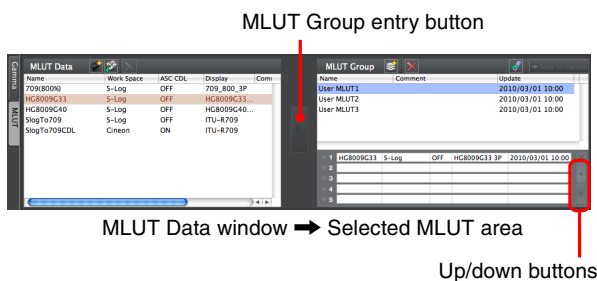 MLUT Group entry button
Gamma
MLUT
MLUT Data
Name Work Space ASC CDL Display
709(800%) S-Log OFF 709_800_3P
HG8009G33 S-Log OFF HG8009G33...
HG8009G40 S-Log OFF HG8009G40...
SlogTo709 S-Log OFF ITU-R709
SlogTo709CDL Cineon ON ITU-R709
MLUT Group
Name Comment Update
User MLUT1 2010/03/01 10:00
User MLUT2 2010/03/01 10:00
User MLUT3 2010/03/01 10:00
1 HG8009G33 S-Log OFF HG8009G33 3P 2010/03/01 10:00
2
3
4
5
MLUT Data window ➞ Selected MLUT area
Up/down buttons